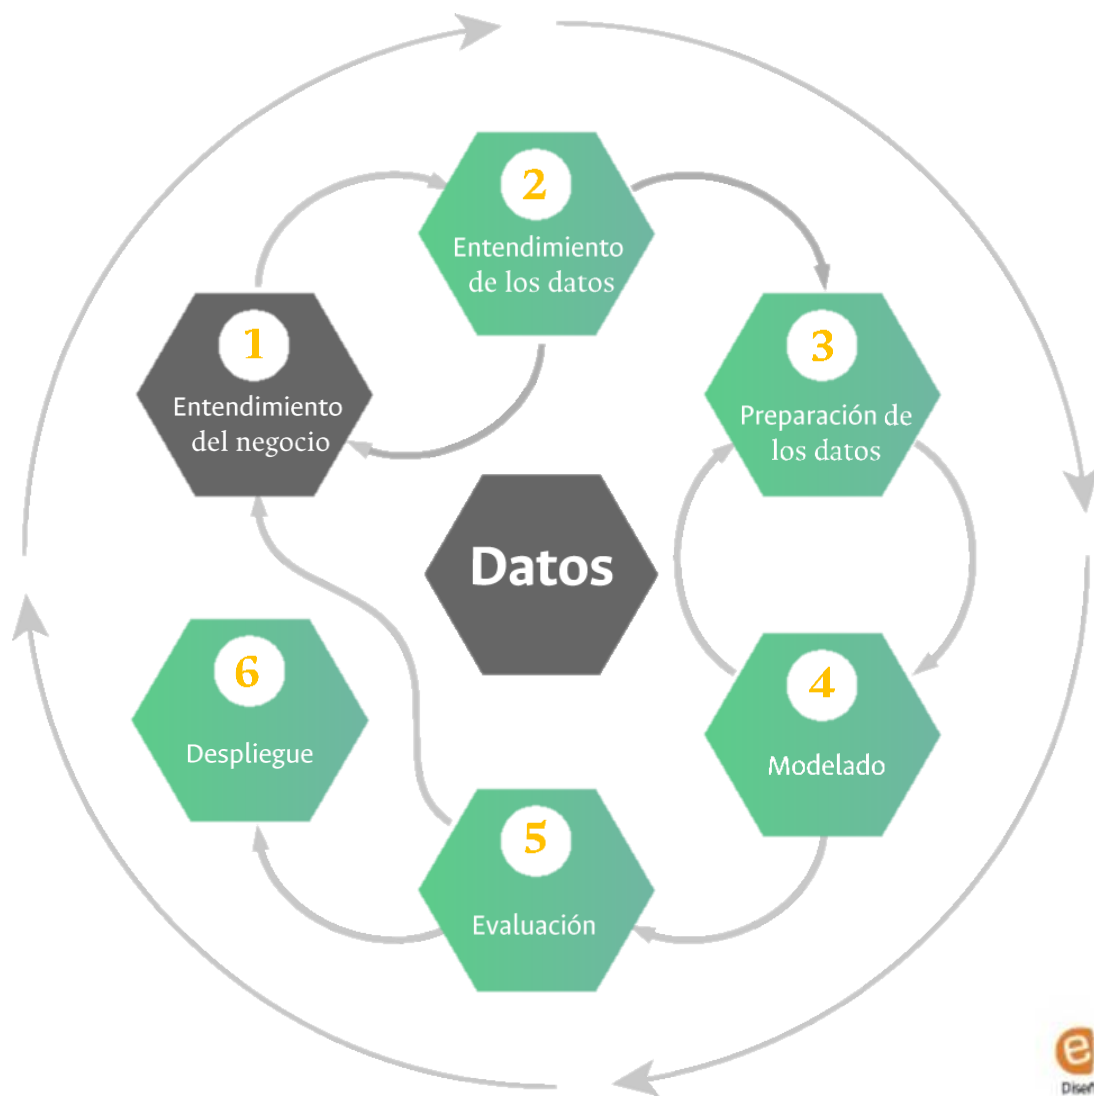 1
Entendimiento
del negocio
2
Entendimiento
de los datos
3
Preparación de
los datos
4
Modelado
5
Evaluación
6
Despliegue
Datos
e
Diseñ